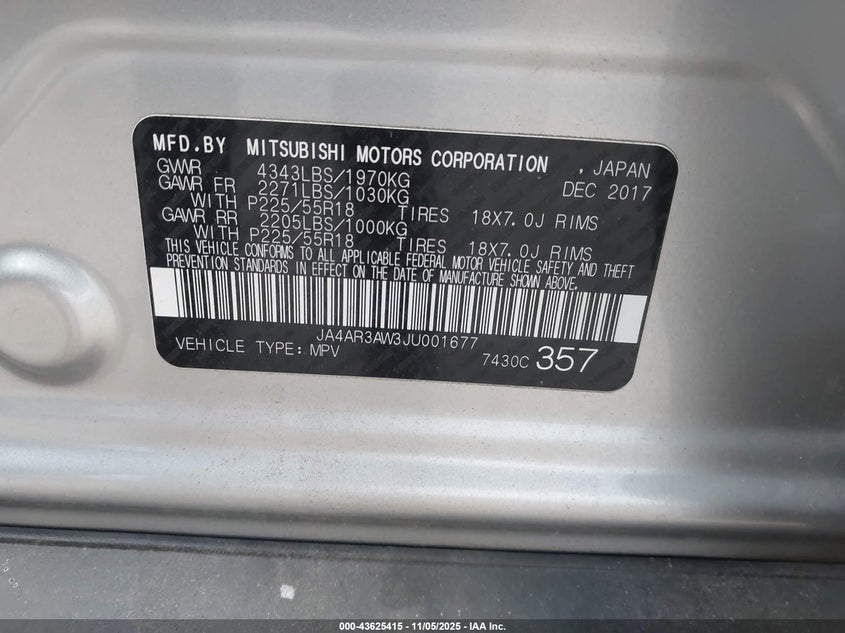 MFD.BY MITSUBISHI MOTORS CORPORATION , JAPAN
GVWR 4343LBS/1970KG DEC 2017
GAWR FR 2271LBS/1030KG
WITH P225/55R18 TIRES 18X7.0J RIMS
GAWR RR 2205LBS/1000KG
WITH P225/55R18 TIRES 18X7.0J RIMS
THIS VEHICLE CONFORMS TO ALL APPLICABLE FEDERAL MOTOR VEHICLE SAFETY AND THEFT
PREVENTION STANDARDS IN EFFECT ON THE DATE OF MANUFACTURE SHOWN ABOVE.
JA4AR3AW3JU001677
VEHICLE TYPE: MPV 7430C 357
000-43625415 - 11/05/2025 - IAA Inc.